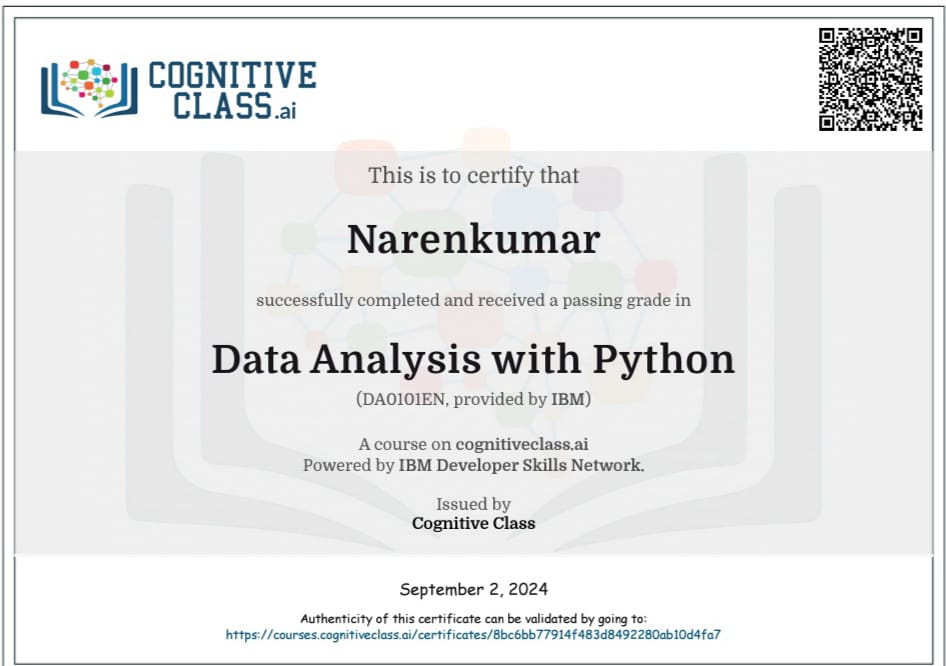 COGNITIVE
CLASS.ai
This is to certify that
Narenkumar
successfully completed and received a passing grade in
Data Analysis with Python
(DA0101EN, provided by IBM)
A course on cognitiveclass.ai
Powered by IBM Developer Skills Network.
Issued by
Cognitive Class
September 2, 2024
Authenticity of this certificate can be validated by going to:
https://courses.cognitiveclass.ai/certificates/8bc6bb77914f483d8492280ab10d4fa7